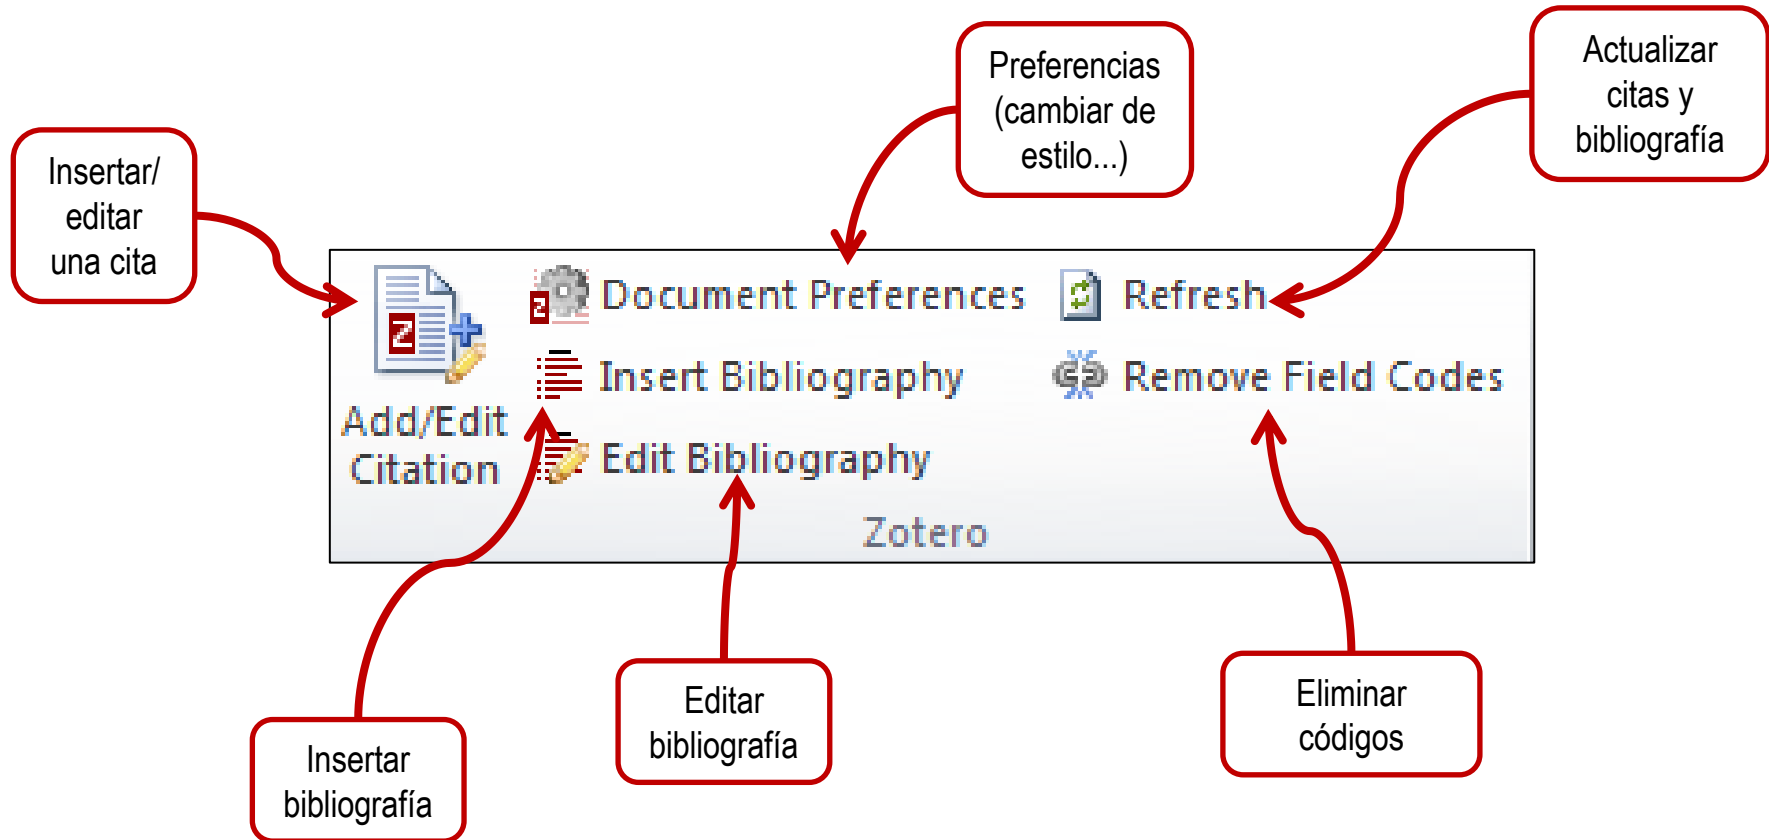 Preferencias
(cambiar de
estilo...)
Actualizar
citas y
bibliografía
Insertar/
editar
una cita
Document Preferences
Refresh
Insert Bibliography
Remove Field Codes
Add/Edit
Citation
Edit Bibliography
Zotero
Insertar
bibliografía
Editar
bibliografía
Eliminar
códigos